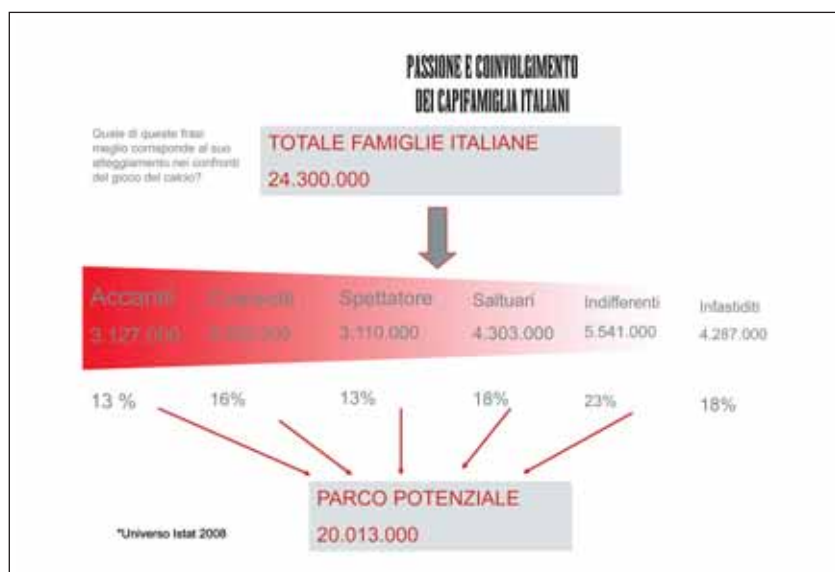 PASSIONE E COINVOLGIMENTO
DEI CAPIFAMIGLIA ITALIANI
Quale di queste frasi
meglio corrisponde al suo
atteggiamento nei confronti
del gioco del calcio?
TOTALE FAMIGLIE ITALIANE
24.300.000
Accaniti Spettatore Saltuari Indifferenti Infastiditi
3.127.000 3.110.000 4.303.000 5.541.000 4.287.000
13 % 16% 13% 18% 23% 18%
PARCO POTENZIALE
20.013.000
*Universo Istat 2008